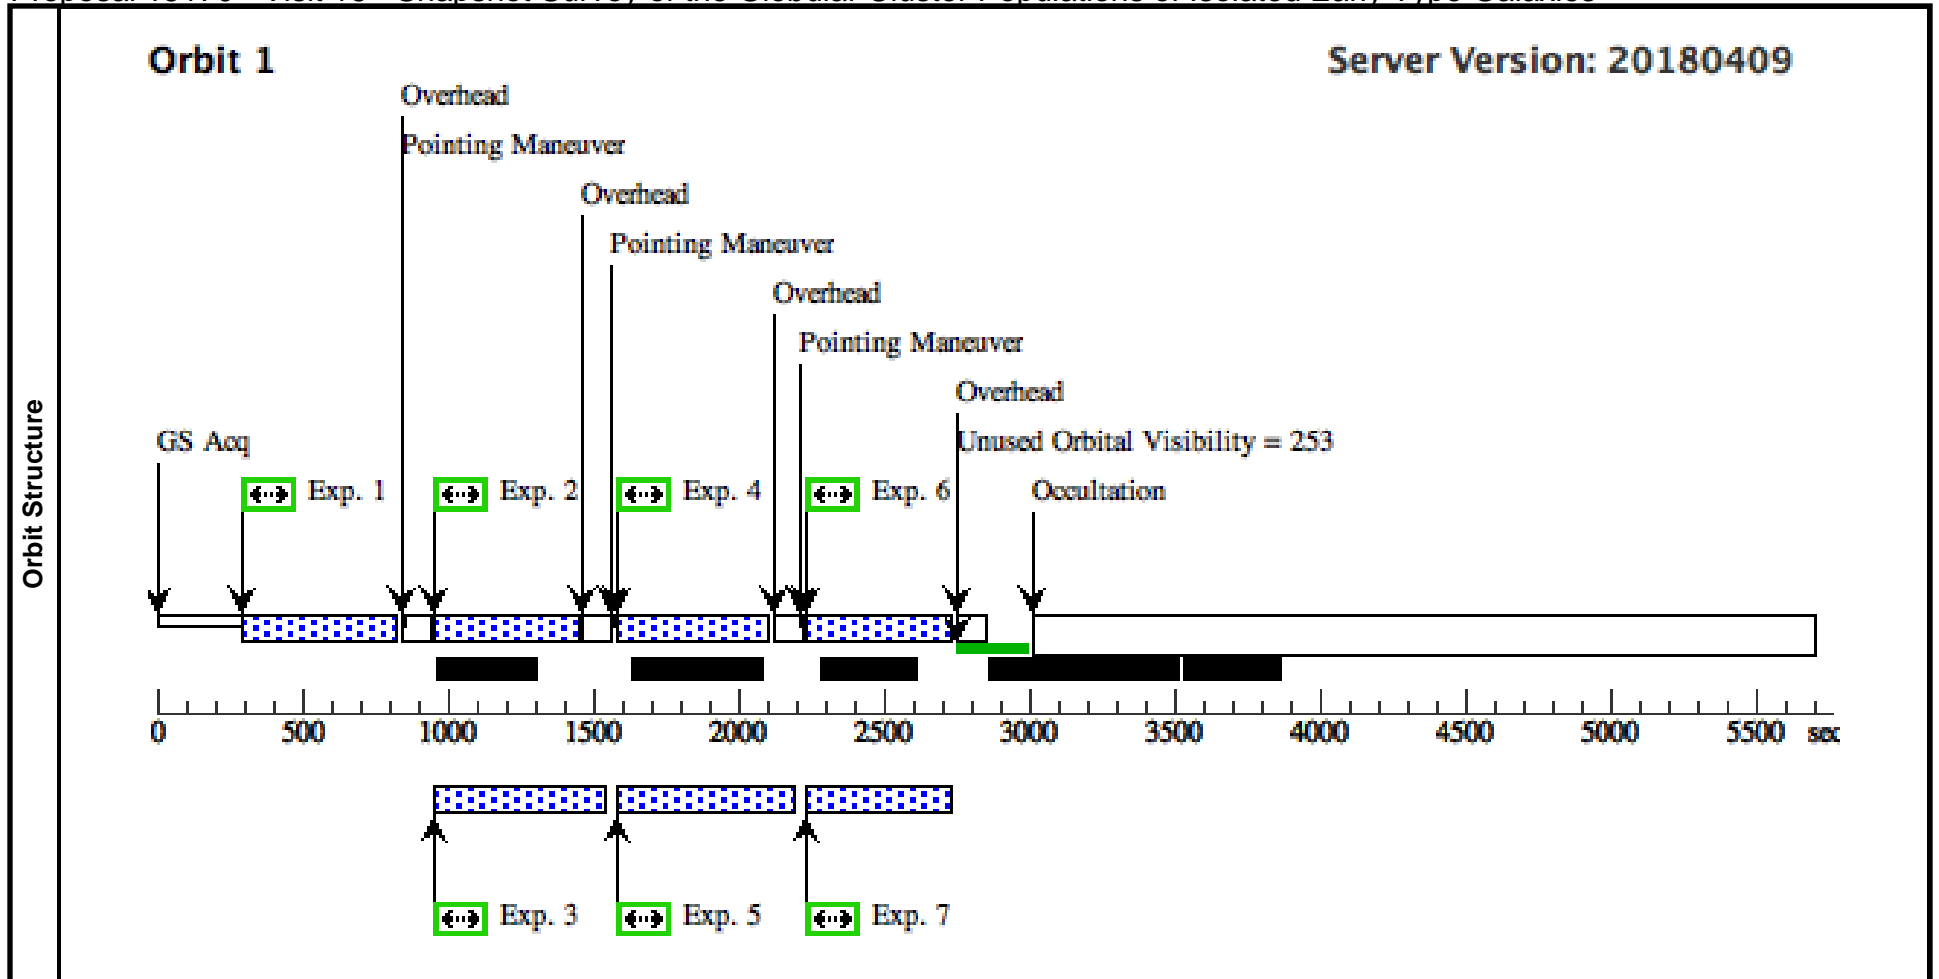 Orbit 1
Server Version: 20180409
Overhead
Pointing Maneuver
Overhead
Pointing Maneuver
Overhead
Pointing Maneuver
Overhead
GS Acq
Unused Orbital Visibility = 253
Exp. 1
Exp. 2
Exp. 4
Exp. 6
Occultation
Orbit Structure
0 500 1000 1500 2000 2500 3000 3500 4000 4500 5000 5500 sec
Exp. 3
Exp. 5
Exp. 7